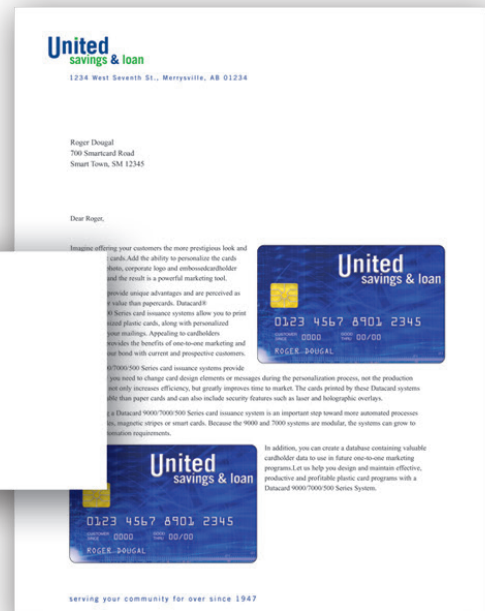 United
savings & loan
1234 West Seventh St., Merrysville, AB 01234
Roger Dougal
700 Smartcard Road
Smart Town, SM 12345
Dear Roger,
Imagine offering your customers the more prestigious look and
cards.Add the ability to personalize the cards
corporate logo and embossedcardholder
and the result is a powerful marketing tool.
provide unique advantages and are perceived as
value than papercards. Datacard®
Series card issuance systems allow you to print
plastic cards, along with personalized
your mailings. Appealing to cardholders
the benefits of one-to-one marketing and
your bond with current and prospective customers.
/7000/500 Series card issuance systems provide
you need to change card design elements or messages during the personalization process, not the production
not only increases efficiency, but greatly improves time to market. The cards printed by these Datacard systems
than paper cards and can also include security features such as laser and holographic overlays.
a Datacard 9000/7000/500 Series card issuance system is an important step toward more automated processes
magnetic stripes or smart cards. Because the 9000 and 7000 systems are modular, the systems can grow to
requirements.
United
savings & loan
0123 4567 8901 2345
CUSTOMER SINCE 0000 GOOD THRU 00/00
ROGER DOUGAL
United
savings & loan
0123 4567 8901 2345
CUSTOMER SINCE 0000 GOOD THRU 00/00
ROGER DOUGAL
In addition, you can create a database containing valuable
cardholder data to use in future one-to-one marketing
programs.Let us help you design and maintain effective,
productive and profitable plastic card programs with a
Datacard 9000/7000/500 Series System.
serving your community for over since 1947